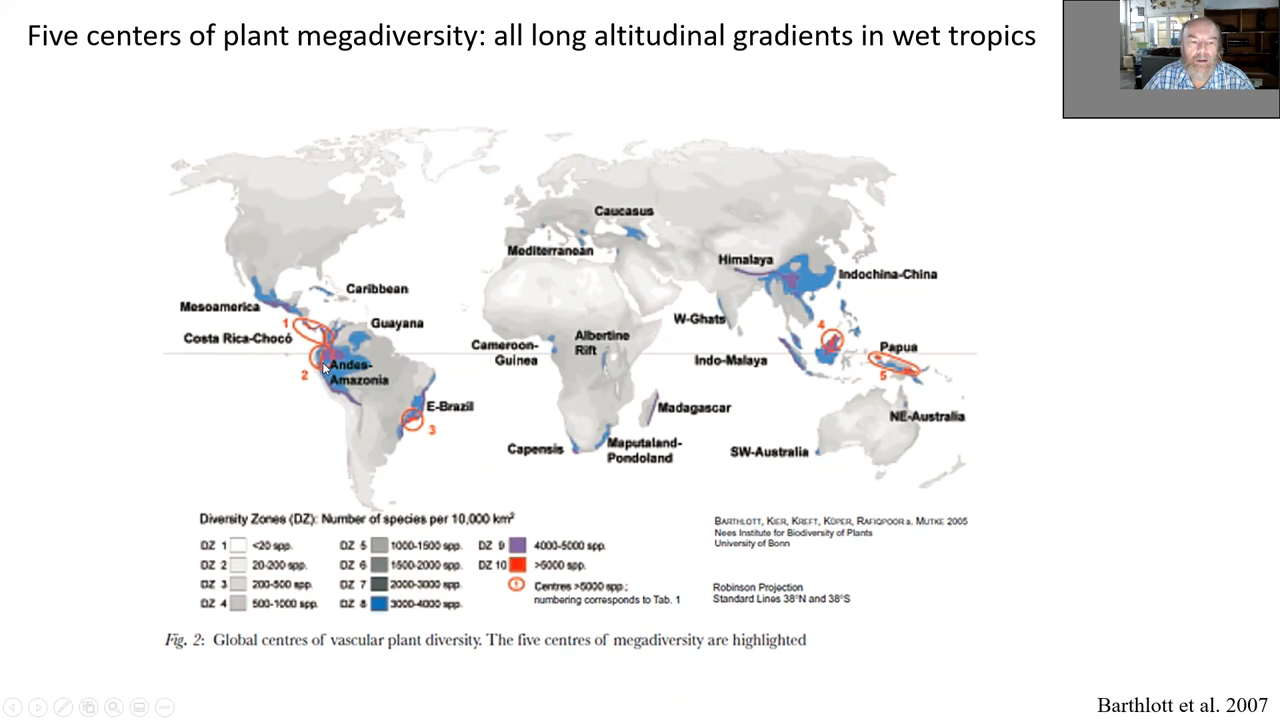 Five centers of plant megadiversity: all long altitudinal gradients in wet tropics
Caucasus
Mediterranean
Himalaya
Indochina-China
Caribbean
Mesoamerica
1
Guayana
Costa Rica-Chocó
W-Ghats
4
Albertine
Rift
Cameroon-
Guinea
Indo-Malaya
Papua
5
2
Andes-
Amazonia
E-Brazil
3
Madagascar
NE-Australia
Capensis
Maputaland-
Pondoland
SW-Australia
Diversity Zones (DZ): Number of species per 10,000 km²
DZ 1 <20 spp.
DZ 2 20-200 spp.
DZ 3 200-500 spp.
DZ 4 500-1000 spp.
DZ 5 1000-1500 spp.
DZ 6 1500-2000 spp.
DZ 7 2000-3000 spp.
DZ 8 3000-4000 spp.
DZ 9 4000-5000 spp.
DZ 10 >5000 spp.
Centres >5000 spp.;
numbering corresponds to Tab. 1
BARTHLOTT, KIER, KREFT, KÜPER, RAFIQPOOR & MUTKE 2005
Nees Institute for Biodiversity of Plants
University of Bonn
Robinson Projection
Standard Lines 38°N and 38°S
Fig. 2: Global centres of vascular plant diversity. The five centres of megadiversity are highlighted
Barthlott et al. 2007